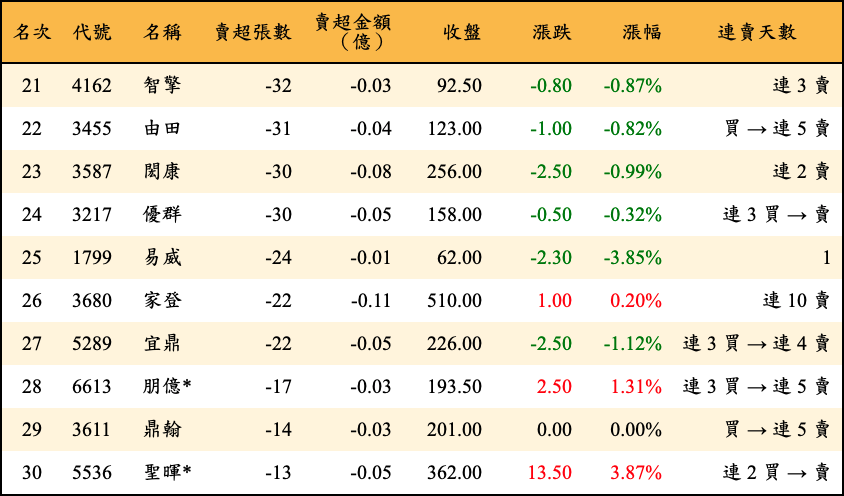 名次 代號 名稱 賣超張數 賣超金額（億） 收盤 漲跌 漲幅 連賣天數
21 4162 智擎 -32 -0.03 92.50 -0.80 -0.87% 連 3 賣
22 3455 由田 -31 -0.04 123.00 -1.00 -0.82% 買 → 連 5 賣
23 3587 閎康 -30 -0.08 256.00 -2.50 -0.99% 連 2 賣
24 3217 優群 -30 -0.05 158.00 -0.50 -0.32% 連 3 買 → 賣
25 1799 易威 -24 -0.01 62.00 -2.30 -3.85% 1
26 3680 家登 -22 -0.11 510.00 1.00 0.20% 連 10 賣
27 5289 宜鼎 -22 -0.05 226.00 -2.50 -1.12% 連 3 買 → 連 4 賣
28 6613 朋億* -17 -0.03 193.50 2.50 1.31% 連 3 買 → 連 5 賣
29 3611 鼎翰 -14 -0.03 201.00 0.00 0.00% 買 → 連 5 賣
30 5536 聖暉* -13 -0.05 362.00 13.50 3.87% 連 2 買 → 賣